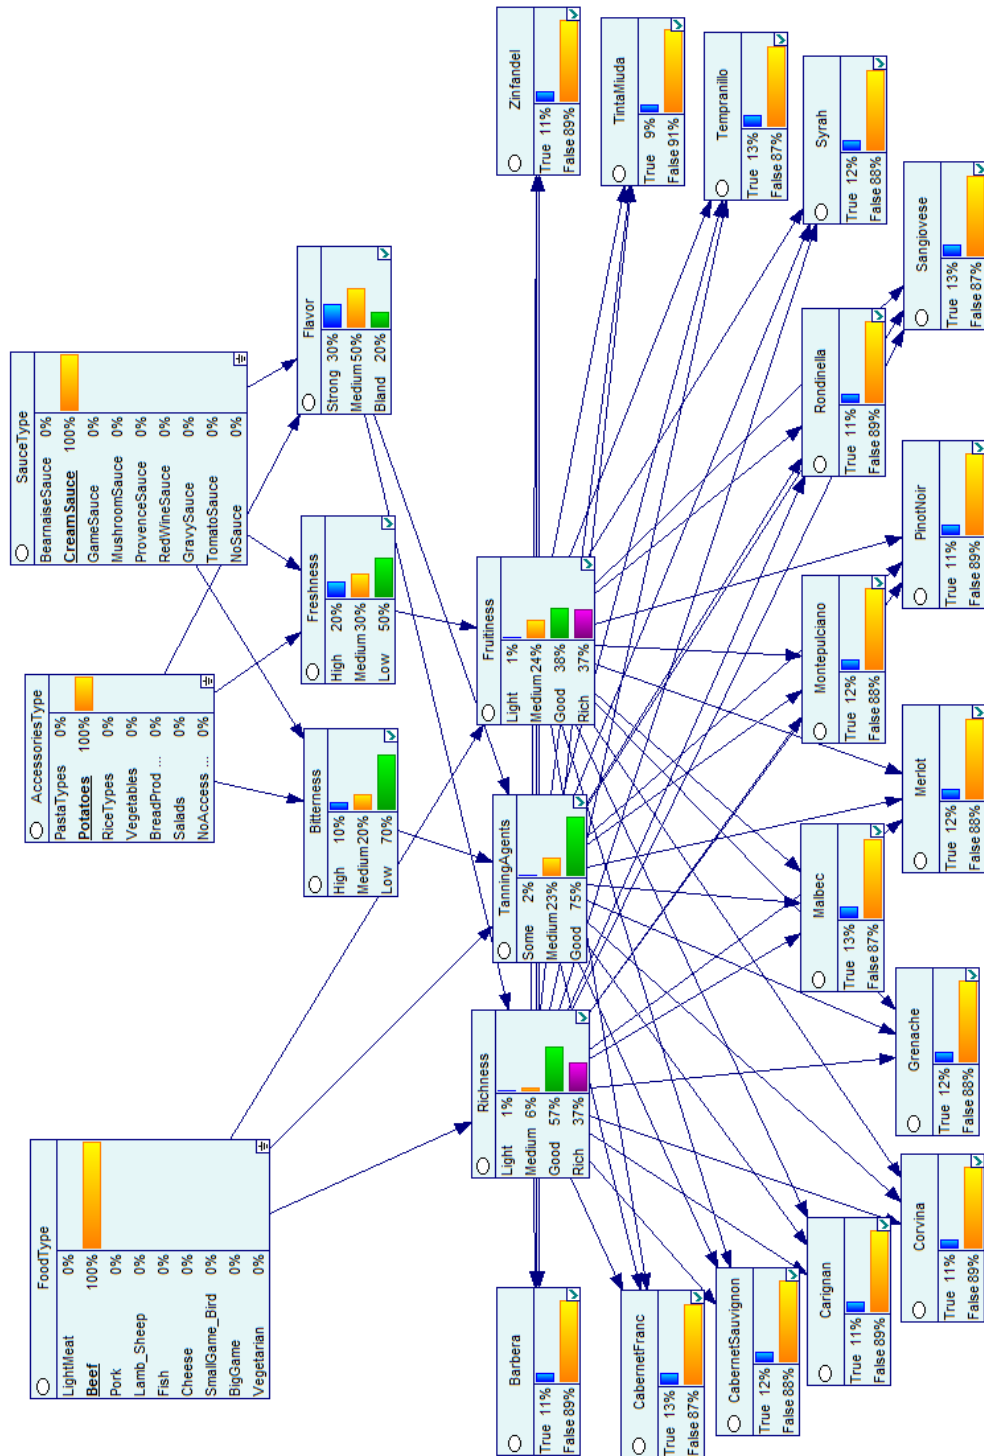 FoodType
LightMeat 0%
Beef 100%
Pork 0%
Lamb_Sheep 0%
Fish 0%
Cheese 0%
SmallGame_Bird 0%
BigGame 0%
Vegetarian 0%
AccessoriesType
PastaTypes 0%
Potatoes 100%
RiceTypes 0%
Vegetables 0%
BreadProd ... 0%
Salads 0%
NoAccess ... 0%
SauceType
BearnaiseSauce 0%
CreamSauce 100%
GameSauce 0%
MushroomSauce 0%
ProvenceSauce 0%
RedWineSauce 0%
GravySauce 0%
TomatoSauce 0%
NoSauce 0%
Bitterness
High 10%
Medium 20%
Low 70%
Freshness
High 20%
Medium 30%
Low 50%
Flavor
Strong 30%
Medium 50%
Bland 20%
Richness
Light 1%
Medium 6%
Good 57%
Rich 37%
TanningAgents
Some 2%
Medium 23%
Good 75%
Fruitiness
Light 1%
Medium 24%
Good 38%
Rich 37%
Barbera
True 11%
False 89%
CabernetFranc
True 13%
False 87%
CabernetSauvignon
True 12%
False 88%
Carignan
True 11%
False 89%
Corvina
True 11%
False 89%
Grenache
True 12%
False 88%
Malbec
True 13%
False 87%
Merlot
True 12%
False 88%
Montepulciano
True 12%
False 88%
PinotNoir
True 11%
False 89%
Rondinella
True 11%
False 89%
Sangiovese
True 13%
False 87%
Syrah
True 12%
False 88%
Tempranillo
True 13%
False 87%
TintaMiuda
True 9%
False 91%
Zinfandel
True 11%
False 89%